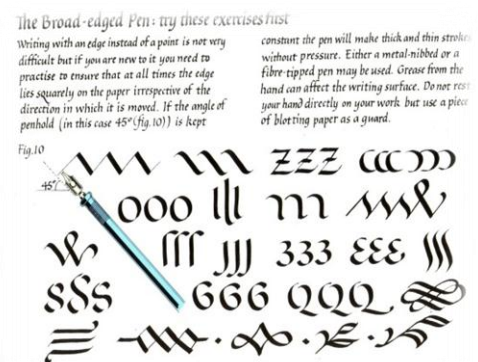 The Broad-edged Pen: try these exercises first
Writing with an edge instead of a point is not very
difficult but if you are new to it you need to
practise to ensure that at all times the edge
lies squarely on the paper irrespective of the
direction in which it is moved. If the angle of
penhold (in this case 45° (fig.10)) is kept
constant the pen will make thick and thin strokes
without pressure. Either a metal-nibbed or a
fibre-tipped pen may be used. Grease from the
hand can affect the writing surface. Do not rest
your hand directly on your work but use a piece
of blotting paper as a guard.
Fig.10
zzz
45°
ooo
333
666 QQQ